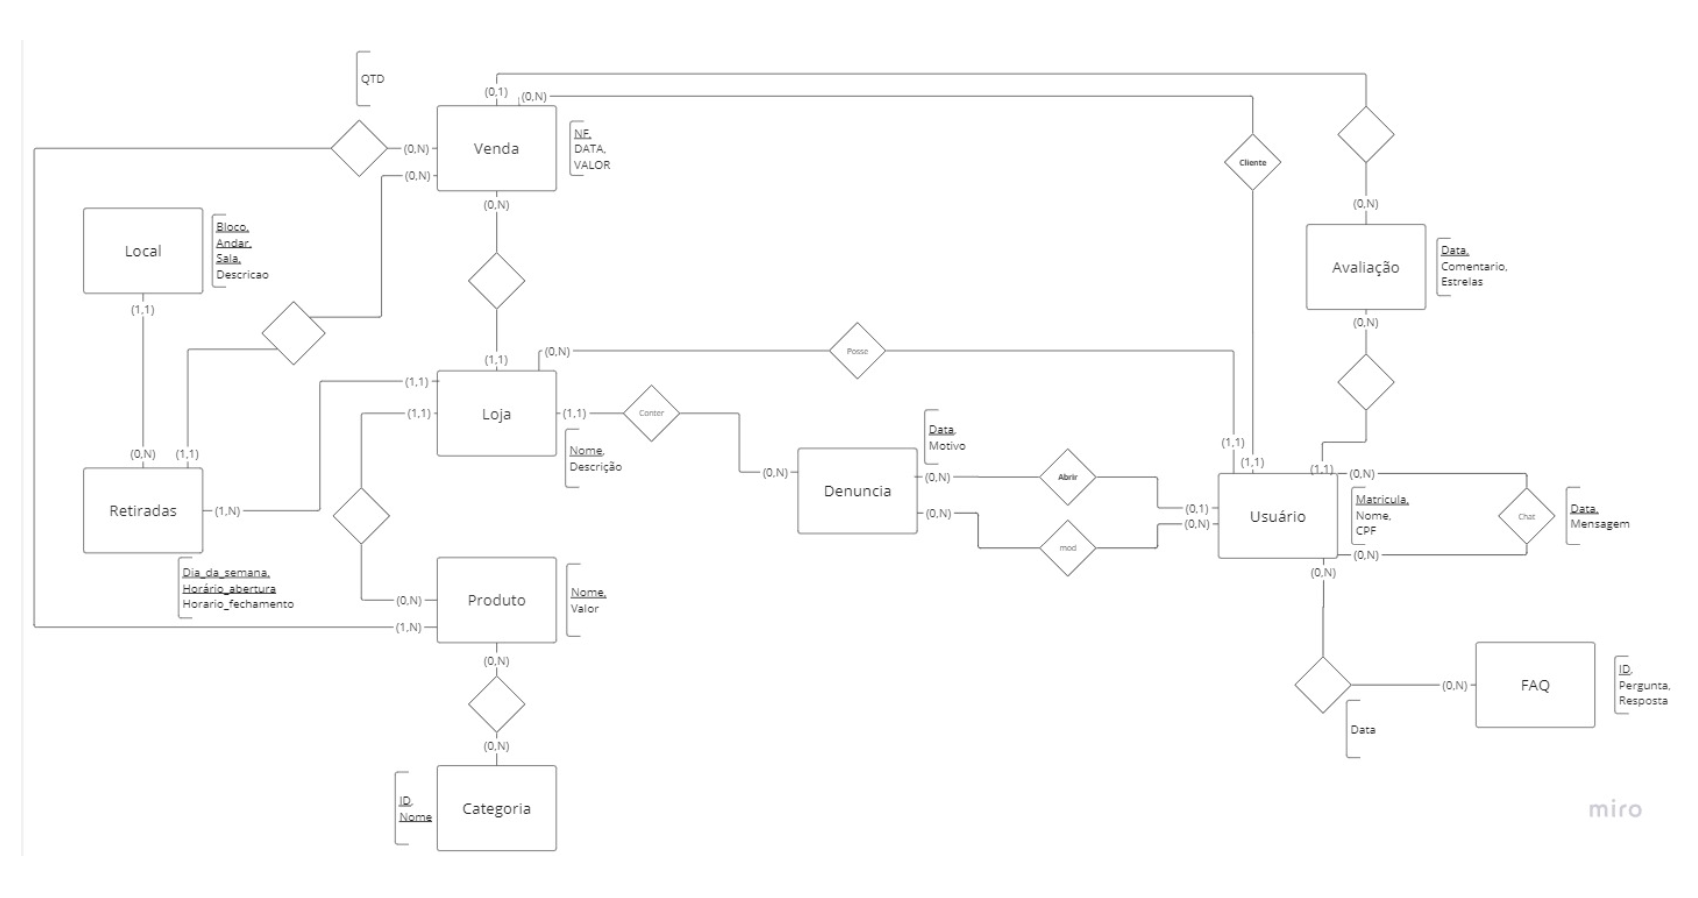 QTD
(0,1)
(0,N)
Venda
NF,
DATA,
VALOR
(0,N)
(0,N)
(0,N)
Cliente
(0,N)
Avaliação
Data,
Comentario,
Estrelas
(0,N)
Local
Bloco,
Andar,
Sala,
Descricao
(1,1)
(1,1)
(0,N)
Posse
(1,1)
(1,1)
Loja
(1,1)
Conter
Nome,
Descrição
(0,N)
(1,1)
Retiradas
(1,N)
Dia_da_semana,
Horário_abertura
Horario_fechamento
Data,
Motivo
(0,N)
Denuncia
(0,N)
(0,N)
Abrir
mod
(0,1)
(0,N)
(1,1)
(1,1)
(1,1)
(0,N)
Usuário
Matricula,
Nome,
CPF
(0,N)
Chat
Data,
Mensagem
(0,N)
(0,N)
(1,N)
Produto
Nome,
Valor
(0,N)
(0,N)
ID,
Nome
Categoria
(0,N)
FAQ
ID,
Pergunta,
Resposta
Data
miro